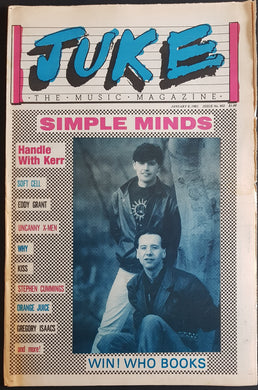 JUKE
THE MUSIC MAGAZINE
SIMPLE MINDS
Handle
With Kerr
SOFT CELL
EDDY GRANT
UNCANNY X-MEN
WHY
KISS
STEPHEN CUMMINGS
ORANGE JUICE
GREGORY ISAACS
and more!
WIN! WHO BOOKS